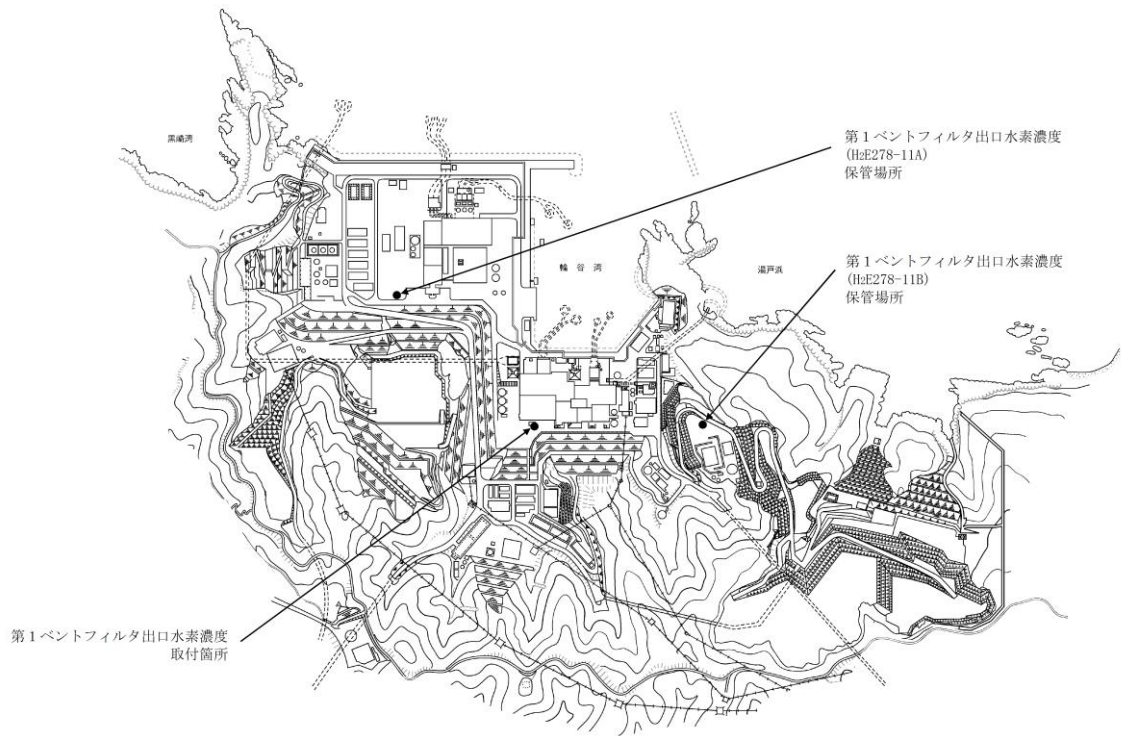 黒崎湾
第１ベントフィルタ出口水素濃度
(H2E278-11A)
保管場所
輪谷湾
湯戸浜
第１ベントフィルタ出口水素濃度
(H2E278-11B)
保管場所
第１ベントフィルタ出口水素濃度
取付箇所